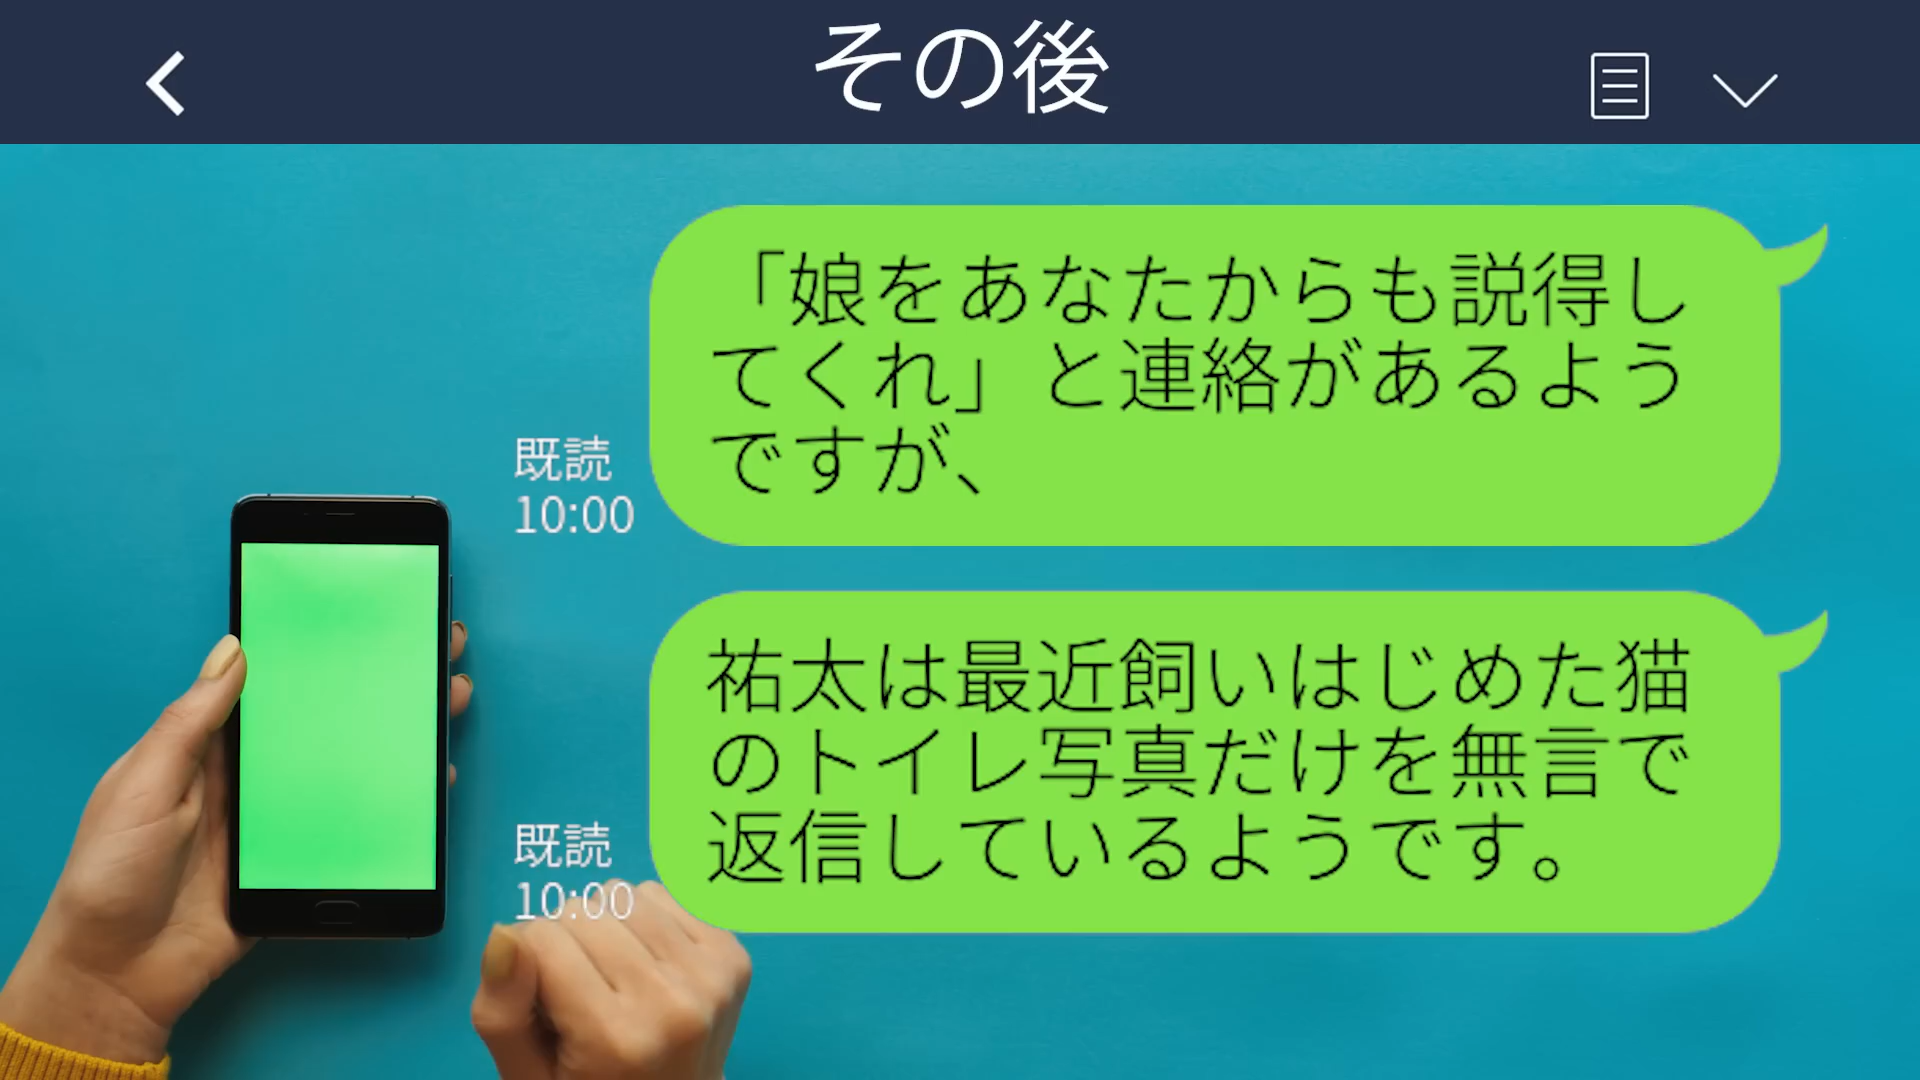 その後
「娘をあなたからも説得し
てくれ」と連絡があるよう
ですが、
既読
10:00
祐太は最近飼いはじめた猫
のトイレ写真だけを無言で
返信しているようです。
既読
10:00